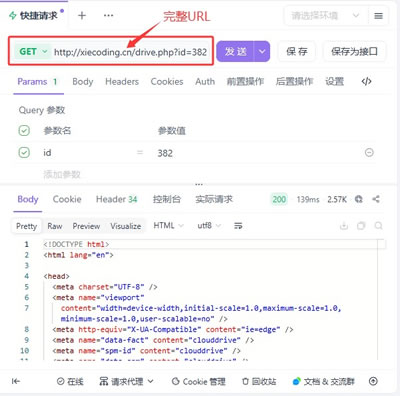 快捷请求
完整URL
请选择环境
GET
http://xiecoding.cn/drive.php?id=382
发 送
保 存
保存为接口
Params 1
Body
Headers
Cookies
Auth
前置操作
后置操作
设置
</>
Query 参数
参数名
参数值
id
=
382
添加参数
Body
Cookie
Header 34
控制台
实际请求
200
139ms
2.57K
Pretty
Raw
Preview
Visualize
HTML
utf8
1 <!DOCTYPE html>
2 <html lang="en">
3
4 <head>
5 <meta charset="UTF-8" />
6 <meta name="viewport"
7 content="width=device-width,initial-scale=1.0,maximum-scale=1.0,
8 minimum-scale=1.0,user-scalable=no" />
9 <meta http-equiv="X-UA-Compatible" content="ie=edge" />
10 <meta name="data-fact" content="clouddrive" />
11 <meta name="spm-id" content="clouddrive" />
在线
请求代理
Cookie 管理
回收站
文档 & 交流群